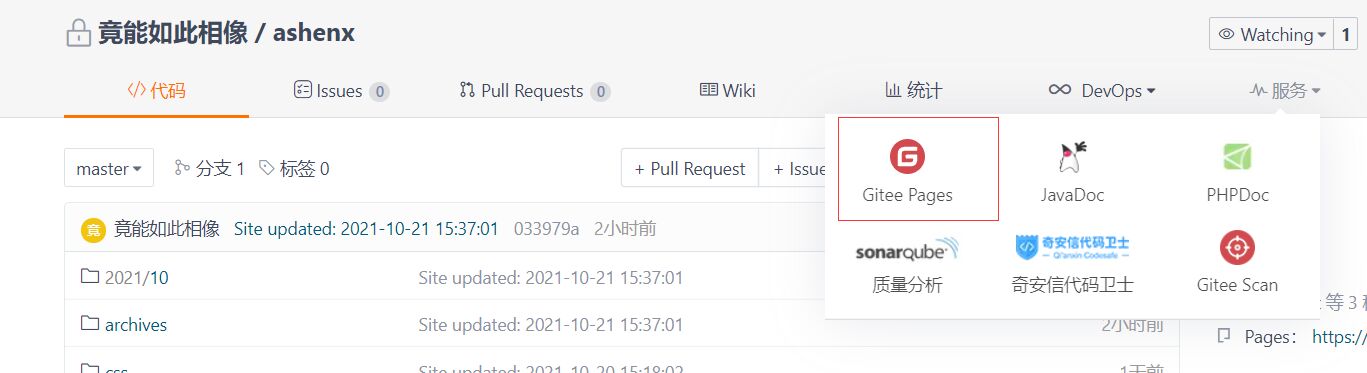 竟能如此相像 / ashenx
Watching 1
代码 Issues 0 Pull Requests 0 Wiki 统计 DevOps 服务
master 分支 1 标签 0 + Pull Request + Issue
Gitee Pages JavaDoc PHPDoc
竟 竟能如此相像 Site updated: 2021-10-21 15:37:01 033979a 2小时前
sonarqube 奇安信代码卫士
Qi'anxin Codesafe
质量分析 奇安信代码卫士 Gitee Scan
2021/10 Site updated: 2021-10-21 15:37:01
等 3
archives Site updated: 2021-10-21 15:37:01 2小时前
Pages: https://
css Site updated: 2021-10-20 15:18:02 1天前